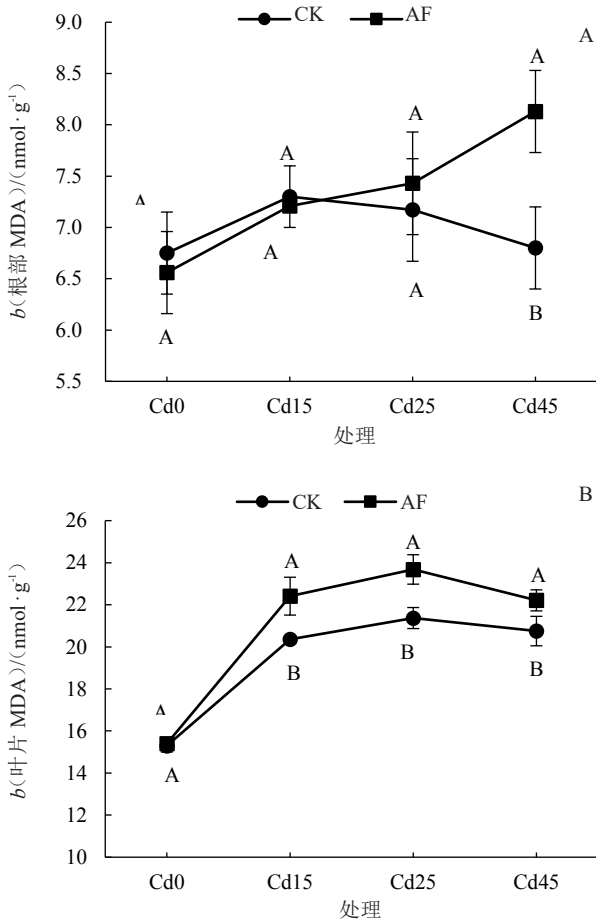 CK AF
A
9.0
8.5
8.0
7.5
7.0
6.5
6.0
5.5
b(根部 MDA)/(nmol·g⁻¹)
A
A
A
A
A
A
A
B
Cd0 Cd15 Cd25 Cd45
处理
CK AF
B
26
24
22
20
18
16
14
12
10
b(叶片 MDA)/(nmol·g⁻¹)
A
A
A
A
A
B
B
B
Cd0 Cd15 Cd25 Cd45
处理